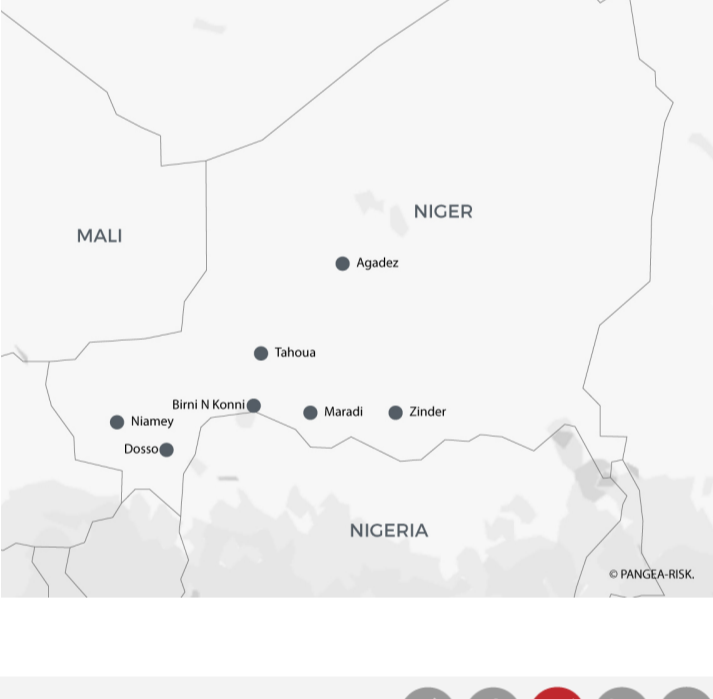 NIGER
MALI
Agadez
Tahoua
Birni N Konni
Maradi
Zinder
Niamey
Dosso
NIGERIA
© PANGEA-RISK.